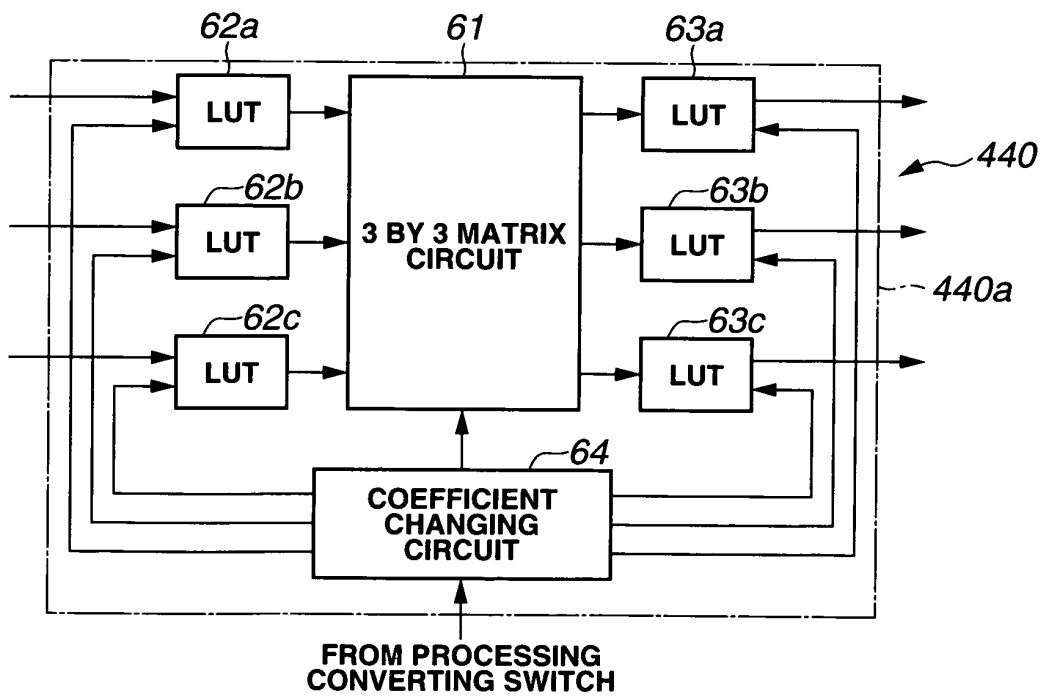 62a
61
63a
LUT
LUT
440
62b
63b
LUT
3 BY 3 MATRIX
CIRCUIT
LUT
440a
62c
63c
LUT
LUT
64
COEFFICIENT
CHANGING
CIRCUIT
FROM PROCESSING
CONVERTING SWITCH